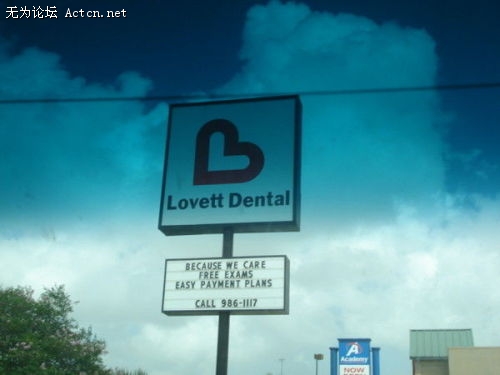 无为论坛 Actcn.net
Lovett Dental
BECAUSE WE CARE
FREE EXAMS
EASY PAYMENT PLANS
CALL 986-1117
Academy
NOW